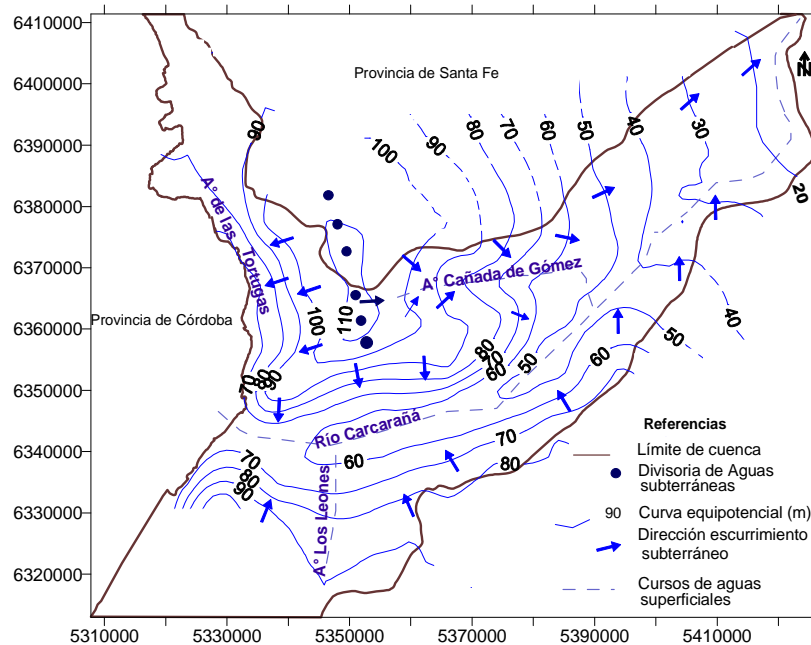 6410000
6400000
6390000
6380000
6370000
6360000
6350000
6340000
6330000
6320000
5310000
5330000
5350000
5370000
5390000
5410000
Provincia de Santa Fe
N
90
100
90
80
70
60
50
40
30
20
A° de las Tortugas
A° Cañada de Gómez
Provincia de Córdoba
100
110
70
80
90
80
70
60
50
60
50
40
Río Carcarañá
60
70
80
70
80
90
A° Los Leones
Referencias
Límite de cuenca
Divisoria de Aguas
subterráneas
90 Curva equipotencial (m)
Dirección escurrimiento
subterráneo
Cursos de aguas
superficiales